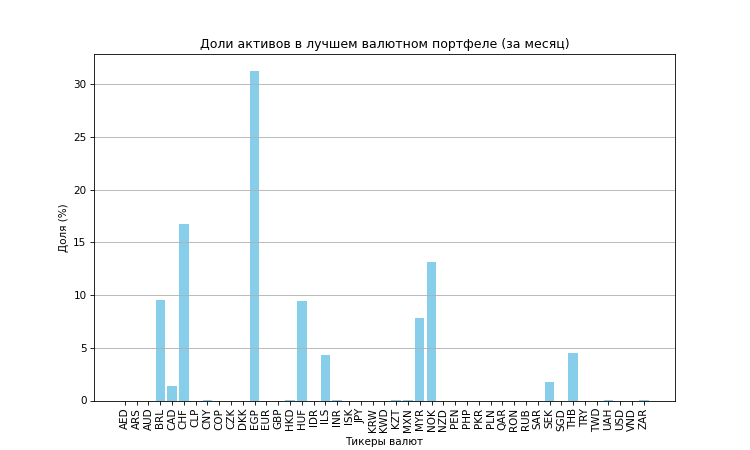 Доли активов в лучшем валютном портфеле (за месяц)
Доля (%)
30
25
20
15
10
5
0
AED ARS AUD BRL CAD CHF CLP CNY COP CZK DKK EGP EUR GBP HKD HUF IDR ILS INR ISK JPY KRW KWD KZT MXN MYR NOK NZD PEN PHP PKR PLN QAR RON RUB SAR SEK SGD THB TRY TWD UAH USD VND ZAR
Тикеры валют